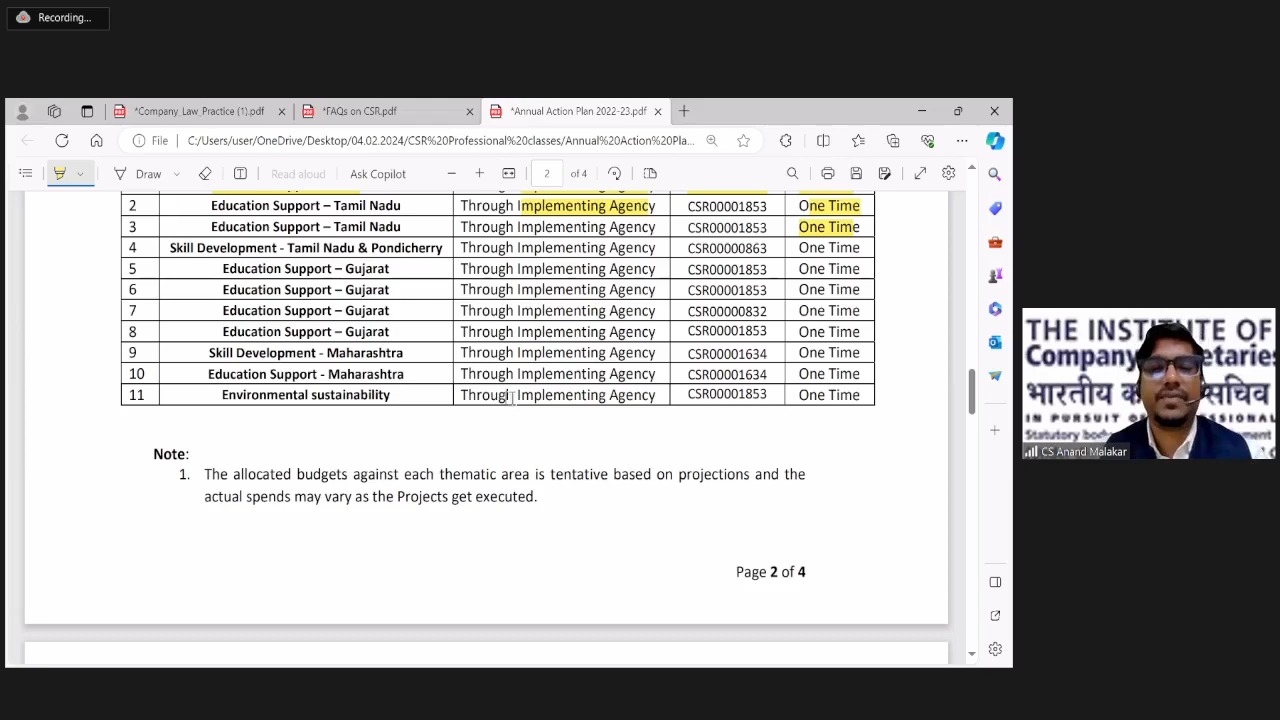 Recording...
*Company_Law_Practice (1).pdf
*FAQs on CSR.pdf
*Annual Action Plan 2022-23.pdf
File
C:/Users/user/OneDrive/Desktop/04.02.2024/CSR%20Professional%20classes/Annual%20Action%20Pla...
Draw
Read aloud
Ask Copilot
2 of 4
2 Education Support – Tamil Nadu Through Implementing Agency CSR00001853 One Time
3 Education Support – Tamil Nadu Through Implementing Agency CSR00001853 One Time
4 Skill Development - Tamil Nadu & Pondicherry Through Implementing Agency CSR00000863 One Time
5 Education Support – Gujarat Through Implementing Agency CSR00001853 One Time
6 Education Support – Gujarat Through Implementing Agency CSR00001853 One Time
7 Education Support – Gujarat Through Implementing Agency CSR00000832 One Time
8 Education Support – Gujarat Through Implementing Agency CSR00001853 One Time
9 Skill Development - Maharashtra Through Implementing Agency CSR00001634 One Time
10 Education Support - Maharashtra Through Implementing Agency CSR00001634 One Time
11 Environmental sustainability Through Implementing Agency CSR00001853 One Time
Note:
1. The allocated budgets against each thematic area is tentative based on projections and the
actual spends may vary as the Projects get executed.
Page 2 of 4
THE INSTITUTE OF
Company
भारतीय सचिव
IN PURSUIT
Statutory
CS Anand Malakar